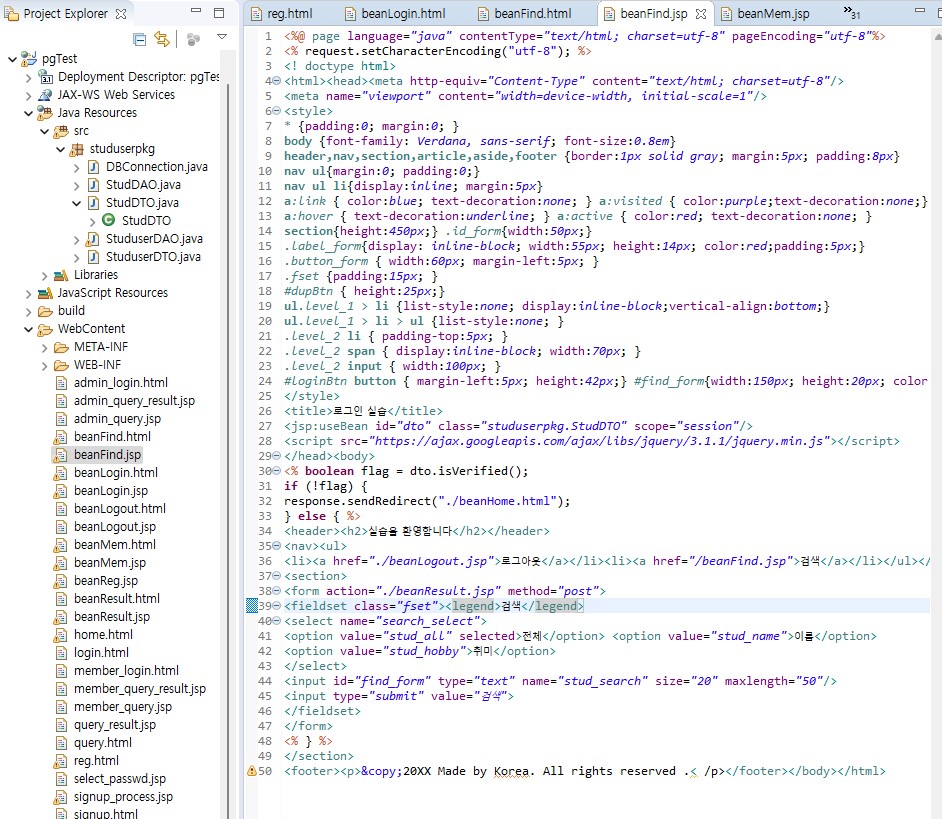 Project Explorer
pgTest
Deployment Descriptor: pgTes
JAX-WS Web Services
Java Resources
src
studuserpkg
DBConnection.java
StudDAO.java
StudDTO.java
StudDTO
StuduserDAO.java
StuduserDTO.java
Libraries
JavaScript Resources
build
WebContent
META-INF
WEB-INF
admin_login.html
admin_query_result.jsp
admin_query.jsp
beanFind.html
beanFind.jsp
beanLogin.html
beanLogin.jsp
beanLogout.html
beanLogout.jsp
beanMem.html
beanMem.jsp
beanReg.jsp
beanResult.html
beanResult.jsp
home.html
login.html
member_login.html
member_query_result.jsp
member_query.jsp
query_result.jsp
query.html
reg.html
select_passwd.jsp
signup_process.jsp
signup.html
reg.html beanLogin.html beanFind.html beanFind.jsp beanMem.jsp »31
1 <%@ page language="java" contentType="text/html; charset=utf-8" pageEncoding="utf-8"%>
2 <% request.setCharacterEncoding("utf-8"); %>
3 <! doctype html>
4 <html><head><meta http-equiv="Content-Type" content="text/html; charset=utf-8"/>
5 <meta name="viewport" content="width=device-width, initial-scale=1"/>
6 <style>
7 * {padding:0; margin:0; }
8 body {font-family: Verdana, sans-serif; font-size:0.8em}
9 header,nav,section,article,aside,footer {border:1px solid gray; margin:5px; padding:8px}
10 nav ul{margin:0; padding:0;}
11 nav ul li{display:inline; margin:5px}
12 a:link { color:blue; text-decoration:none; } a:visited { color:purple;text-decoration:none;}
13 a:hover { text-decoration:underline; } a:active { color:red; text-decoration:none; }
14 section{height:450px;} .id_form{width:50px;}
15 .label_form{display: inline-block; width:55px; height:14px; color:red;padding:5px;}
16 .button_form { width:60px; margin-left:5px; }
17 .fset {padding:15px; }
18 #dupBtn { height:25px;}
19 ul.level_1 > li {list-style:none; display:inline-block;vertical-align:bottom;}
20 ul.level_1 > li > ul {list-style:none; }
21 .level_2 li { padding-top:5px; }
22 .level_2 span { display:inline-block; width:70px; }
23 .level_2 input { width:100px; }
24 #loginBtn button { margin-left:5px; height:42px;} #find_form{width:150px; height:20px; color
25 </style>
26 <title>로그인 실습</title>
27 <jsp:useBean id="dto" class="studuserpkg.StudDTO" scope="session"/>
28 <script src="https://ajax.googleapis.com/ajax/libs/jquery/3.1.1/jquery.min.js"></script>
29 </head><body>
30 <% boolean flag = dto.isVerified();
31 if (!flag) {
32 response.sendRedirect("./beanHome.html");
33 } else { %>
34 <header><h2>실습을 환영합니다</h2></header>
35 <nav><ul>
36 <li><a href="./beanLogout.jsp">로그아웃</a></li><li><a href="/beanFind.jsp">검색</a></li></ul></
37 <section>
38 <form action="./beanResult.jsp" method="post">
39 <fieldset class="fset"><legend>검색</legend>
40 <select name="search_select">
41 <option value="stud_all" selected>전체</option> <option value="stud_name">이름</option>
42 <option value="stud_hobby">취미</option>
43 </select>
44 <input id="find_form" type="text" name="stud_search" size="20" maxlength="50"/>
45 <input type="submit" value="검색">
46 </fieldset>
47 </form>
48 <% } %>
49 </section>
50 <footer><p>&copy;20XX Made by Korea. All rights reserved .< /p></footer></body></html>